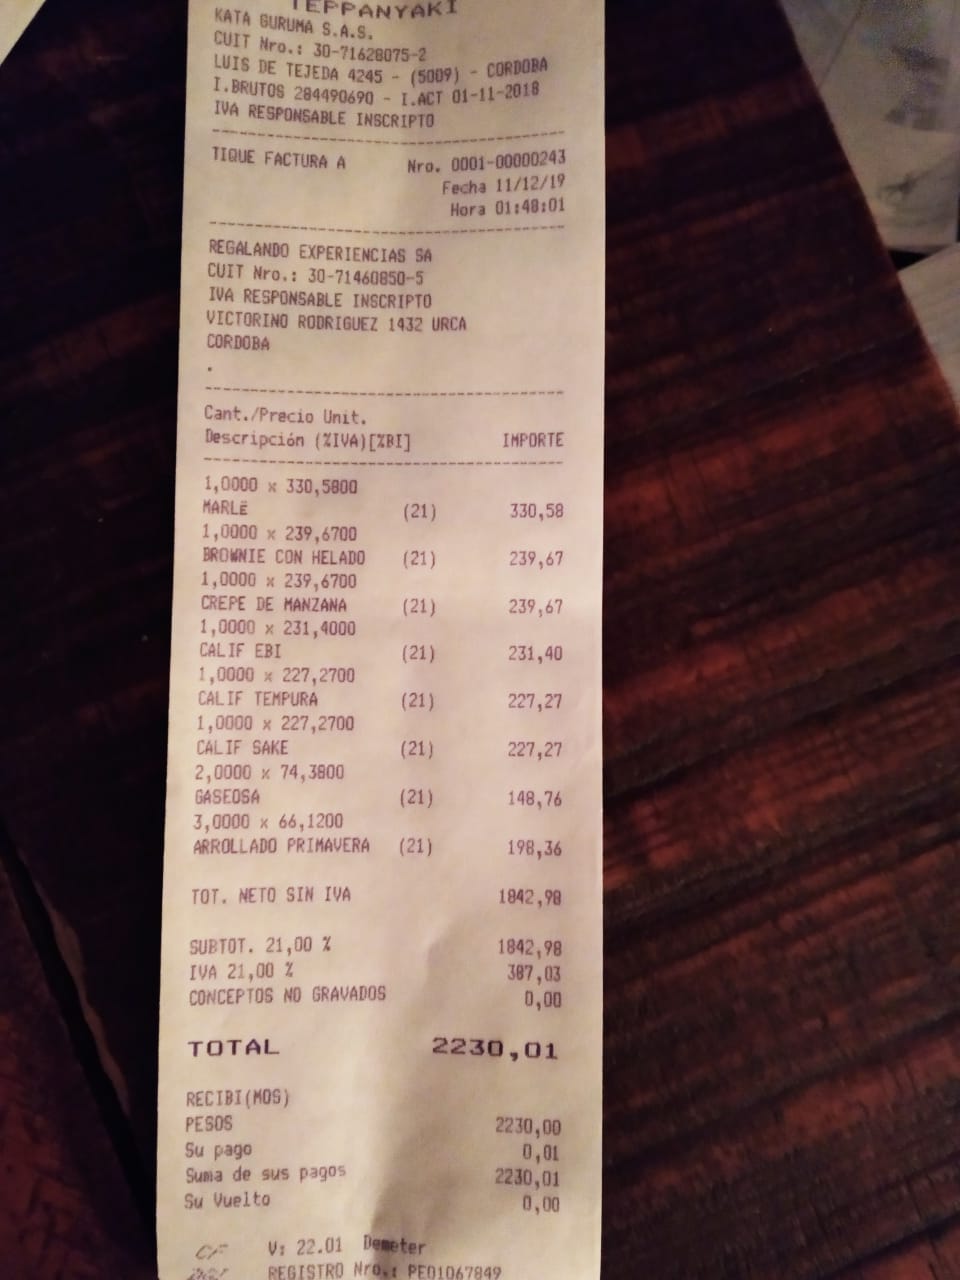 TEPPANYAKI
KATA GURUMA S.A.S.
CUIT Nro.: 30-71628075-2
LUIS DE TEJEDA 4245 - (5009) - CORDOBA
I.BRUTOS 284490690 - I.ACT 01-11-2018
IVA RESPONSABLE INSCRIPTO
TIQUE FACTURA A Nro. 0001-00000243
Fecha 11/12/19
Hora 01:48:01
REGALANDO EXPERIENCIAS SA
CUIT Nro.: 30-71460850-5
IVA RESPONSABLE INSCRIPTO
VICTORINO RODRIGUEZ 1432 URCA
CORDOBA
.
Cant./Precio Unit.
Descripción (%IVA)[%BI] IMPORTE
1,0000 x 330,5800
MARLË (21) 330,58
1,0000 x 239,6700
BROWNIE CON HELADO (21) 239,67
1,0000 x 239,6700
CREPE DE MANZANA (21) 239,67
1,0000 x 231,4000
CALIF EBI (21) 231,40
1,0000 x 227,2700
CALIF TEMPURA (21) 227,27
1,0000 x 227,2700
CALIF SAKE (21) 227,27
2,0000 x 74,3800
GASEOSA (21) 148,76
3,0000 x 66,1200
ARROLLADO PRIMAVERA (21) 198,36
TOT. NETO SIN IVA 1842,98
SUBTOT. 21,00 % 1842,98
IVA 21,00 % 387,03
CONCEPTOS NO GRAVADOS 0,00
TOTAL 2230,01
RECIBI(MOS)
PESOS 2230,00
Su pago 0,01
Suma de sus pagos 2230,01
Su Vuelto 0,00
CF V: 22.01 Demeter
REGISTRO Nro.: PEO1067849